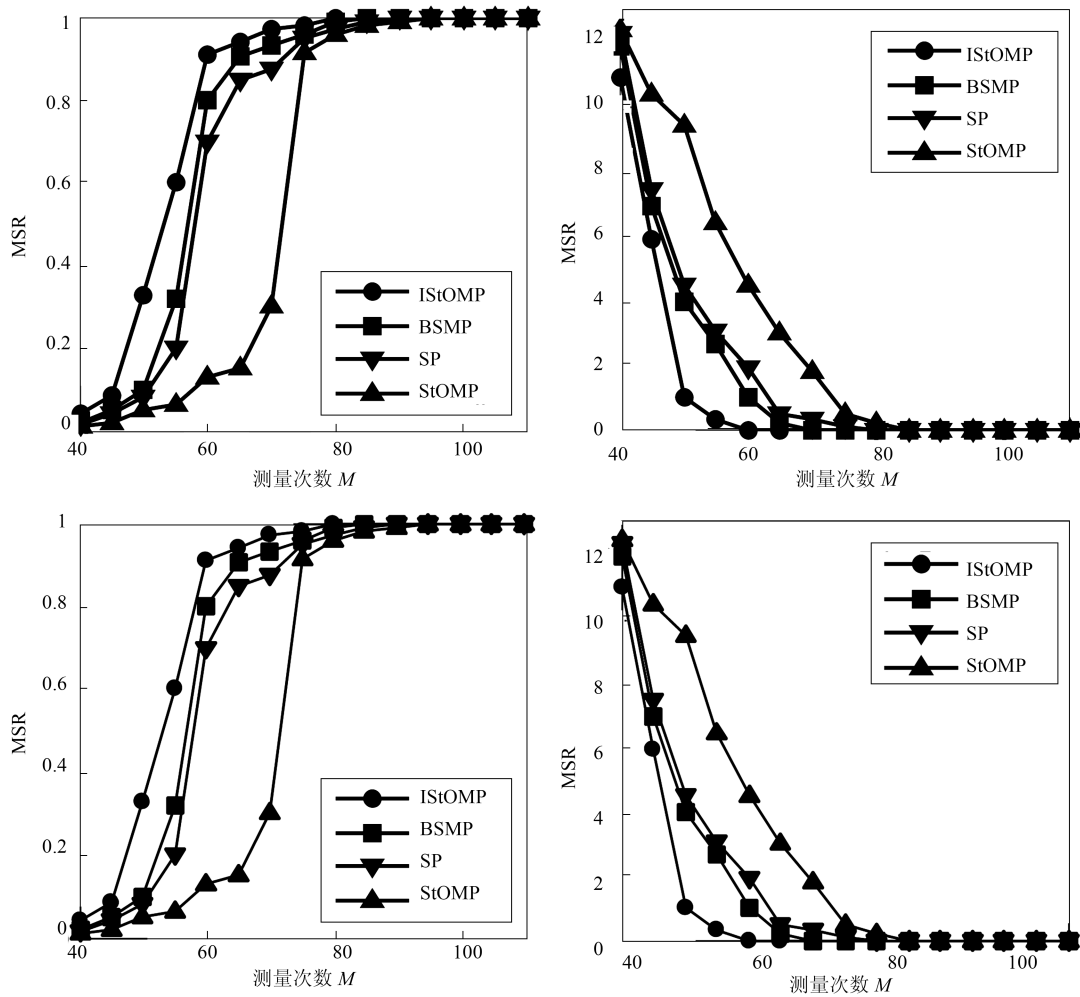 1
0.8
0.6
0.4
0.2
0
MSR
40 60 80 100
测量次数 M
IStOMP
BSMP
SP
StOMP
12
10
8
6
4
2
0
MSR
40 60 80 100
测量次数 M
IStOMP
BSMP
SP
StOMP
1
0.8
0.6
0.4
0.2
0
MSR
40 60 80 100
测量次数 M
IStOMP
BSMP
SP
StOMP
12
10
8
6
4
2
0
MSR
40 60 80 100
测量次数 M
IStOMP
BSMP
SP
StOMP